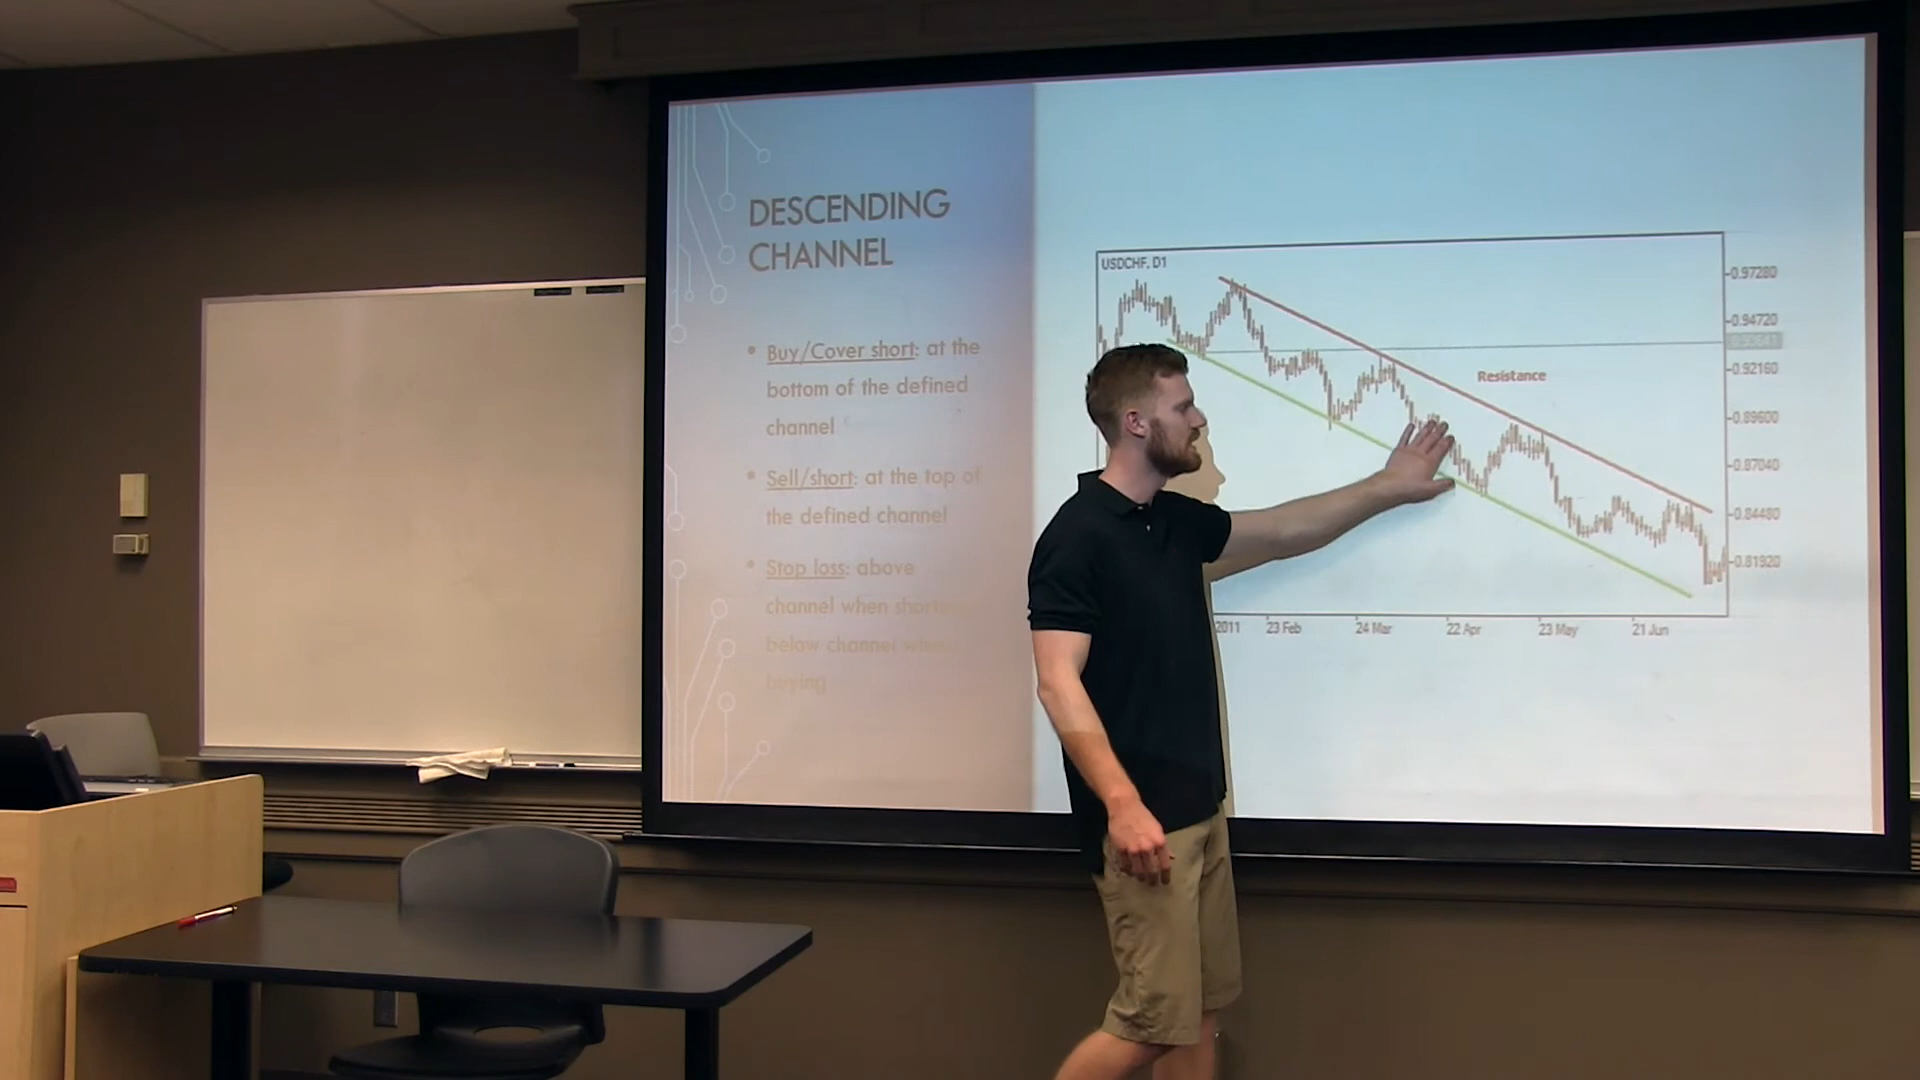 DESCENDING
CHANNEL
• Buy/Cover short: at the
bottom of the defined
channel
• Sell/short: at the top of
the defined channel
• Stop loss: above
channel when
below channel
buying
USDCHF, D1
Resistance
0.97280
0.94720
0.92160
0.89600
0.87040
0.84480
0.81920
2011 23 Feb 24 Mar 22 Apr 23 May 21 Jun